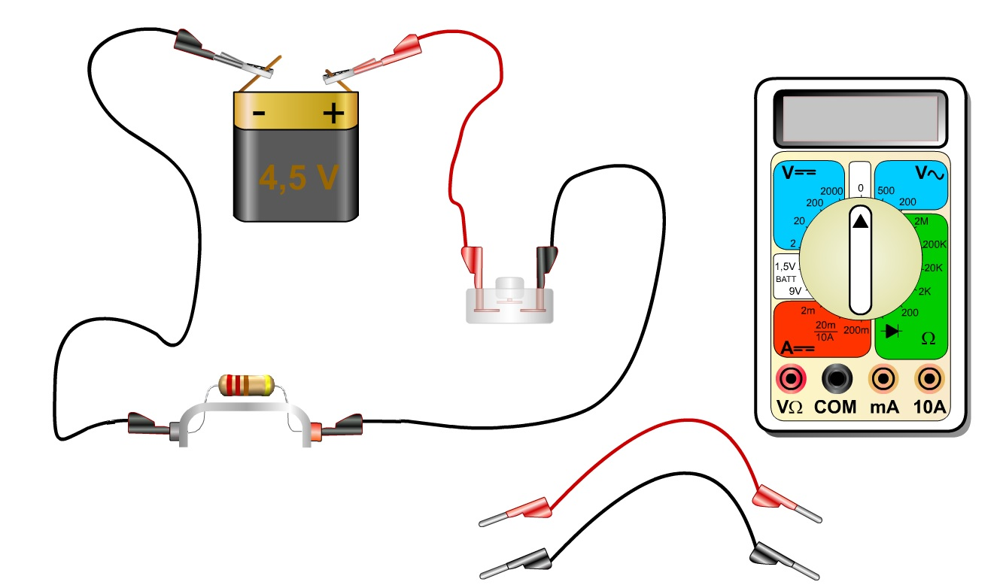 - +
4,5 V
V⎓ 0 V∿
2000 500
200 200
20 2M
2 200K
1,5V 20K
BATT
9V 2K
2m 200
20m 200m
10A
A⎓ Ω
VΩ COM mA 10A